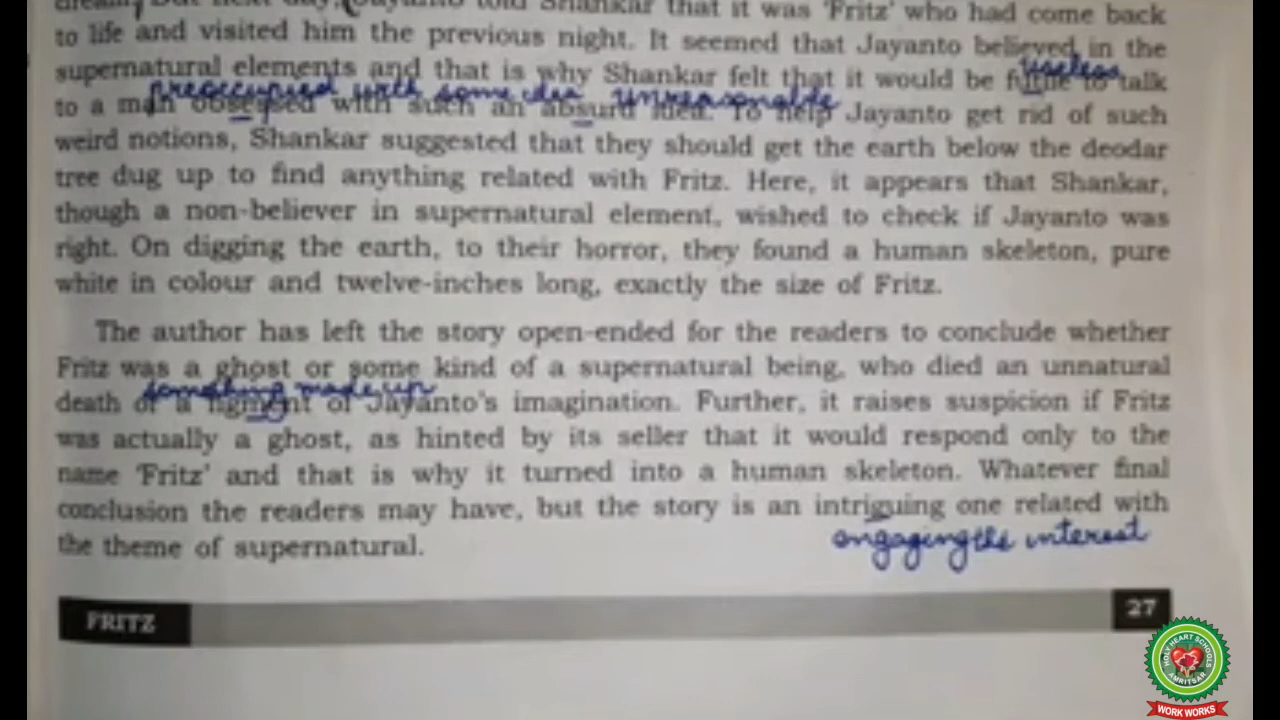 dream. But next day, Jayanto told Shankar that it was 'Fritz' who had come back
to life and visited him the previous night. It seemed that Jayanto believed in the
useless
supernatural elements and that is why Shankar felt that it would be futile to talk
preoccupied with some idea unreasonable
to a man obsessed with such an absurd idea. To help Jayanto get rid of such
weird notions, Shankar suggested that they should get the earth below the deodar
tree dug up to find anything related with Fritz. Here, it appears that Shankar,
though a non-believer in supernatural element, wished to check if Jayanto was
right. On digging the earth, to their horror, they found a human skeleton, pure
white in colour and twelve-inches long, exactly the size of Fritz.
The author has left the story open-ended for the readers to conclude whether
Fritz was a ghost or some kind of a supernatural being, who died an unnatural
something made up
death or a figment of Jayanto's imagination. Further, it raises suspicion if Fritz
was actually a ghost, as hinted by its seller that it would respond only to the
name 'Fritz' and that is why it turned into a human skeleton. Whatever final
conclusion the readers may have, but the story is an intriguing one related with
engaging the interest
the theme of supernatural.
FRITZ
27
HOLY HEART SCHOOLS
AMRITSAR
WORK WORKS